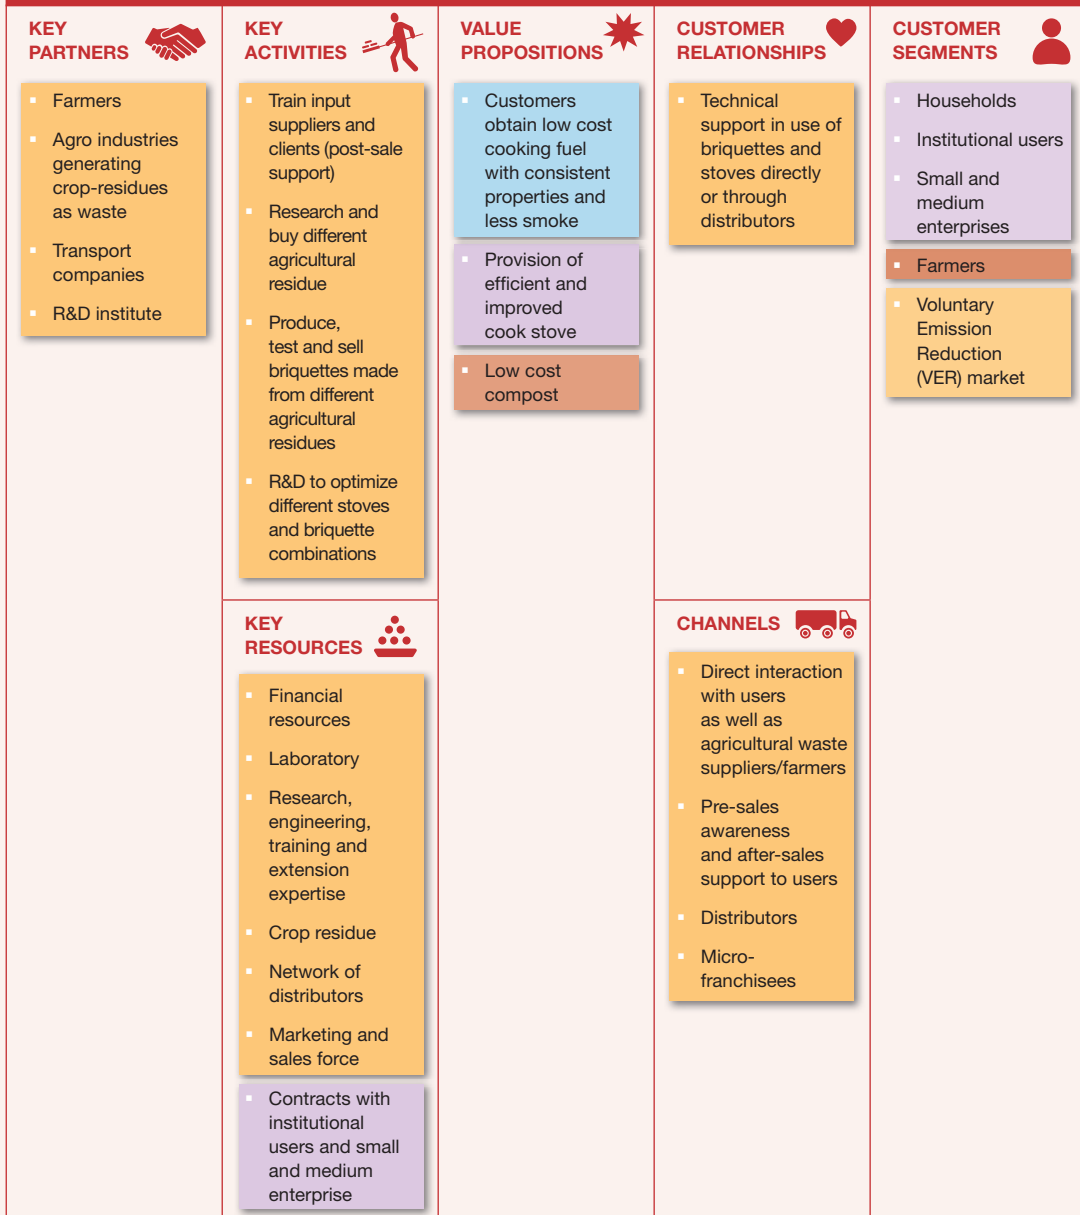 KEY
PARTNERS
Farmers
Agro industries
generating
crop-residues
as waste
Transport
companies
R&D institute
KEY
ACTIVITIES
Train input
suppliers and
clients (post-sale
support)
Research and
buy different
agricultural
residue
Produce,
test and sell
briquettes made
from different
agricultural
residues
R&D to optimize
different stoves
and briquette
combinations
KEY
RESOURCES
Financial
resources
Laboratory
Research,
engineering,
training and
extension
expertise
Crop residue
Network of
distributors
Marketing and
sales force
Contracts with
institutional
users and small
and medium
enterprise
VALUE
PROPOSITIONS
Customers
obtain low cost
cooking fuel
with consistent
properties and
less smoke
Provision of
efficient and
improved
cook stove
Low cost
compost
CUSTOMER
RELATIONSHIPS
Technical
support in use of
briquettes and
stoves directly
or through
distributors
CHANNELS
Direct interaction
with users
as well as
agricultural waste
suppliers/farmers
Pre-sales
awareness
and after-sales
support to users
Distributors
Micro-
franchisees
CUSTOMER
SEGMENTS
Households
Institutional users
Small and
medium
enterprises
Farmers
Voluntary
Emission
Reduction
(VER) market